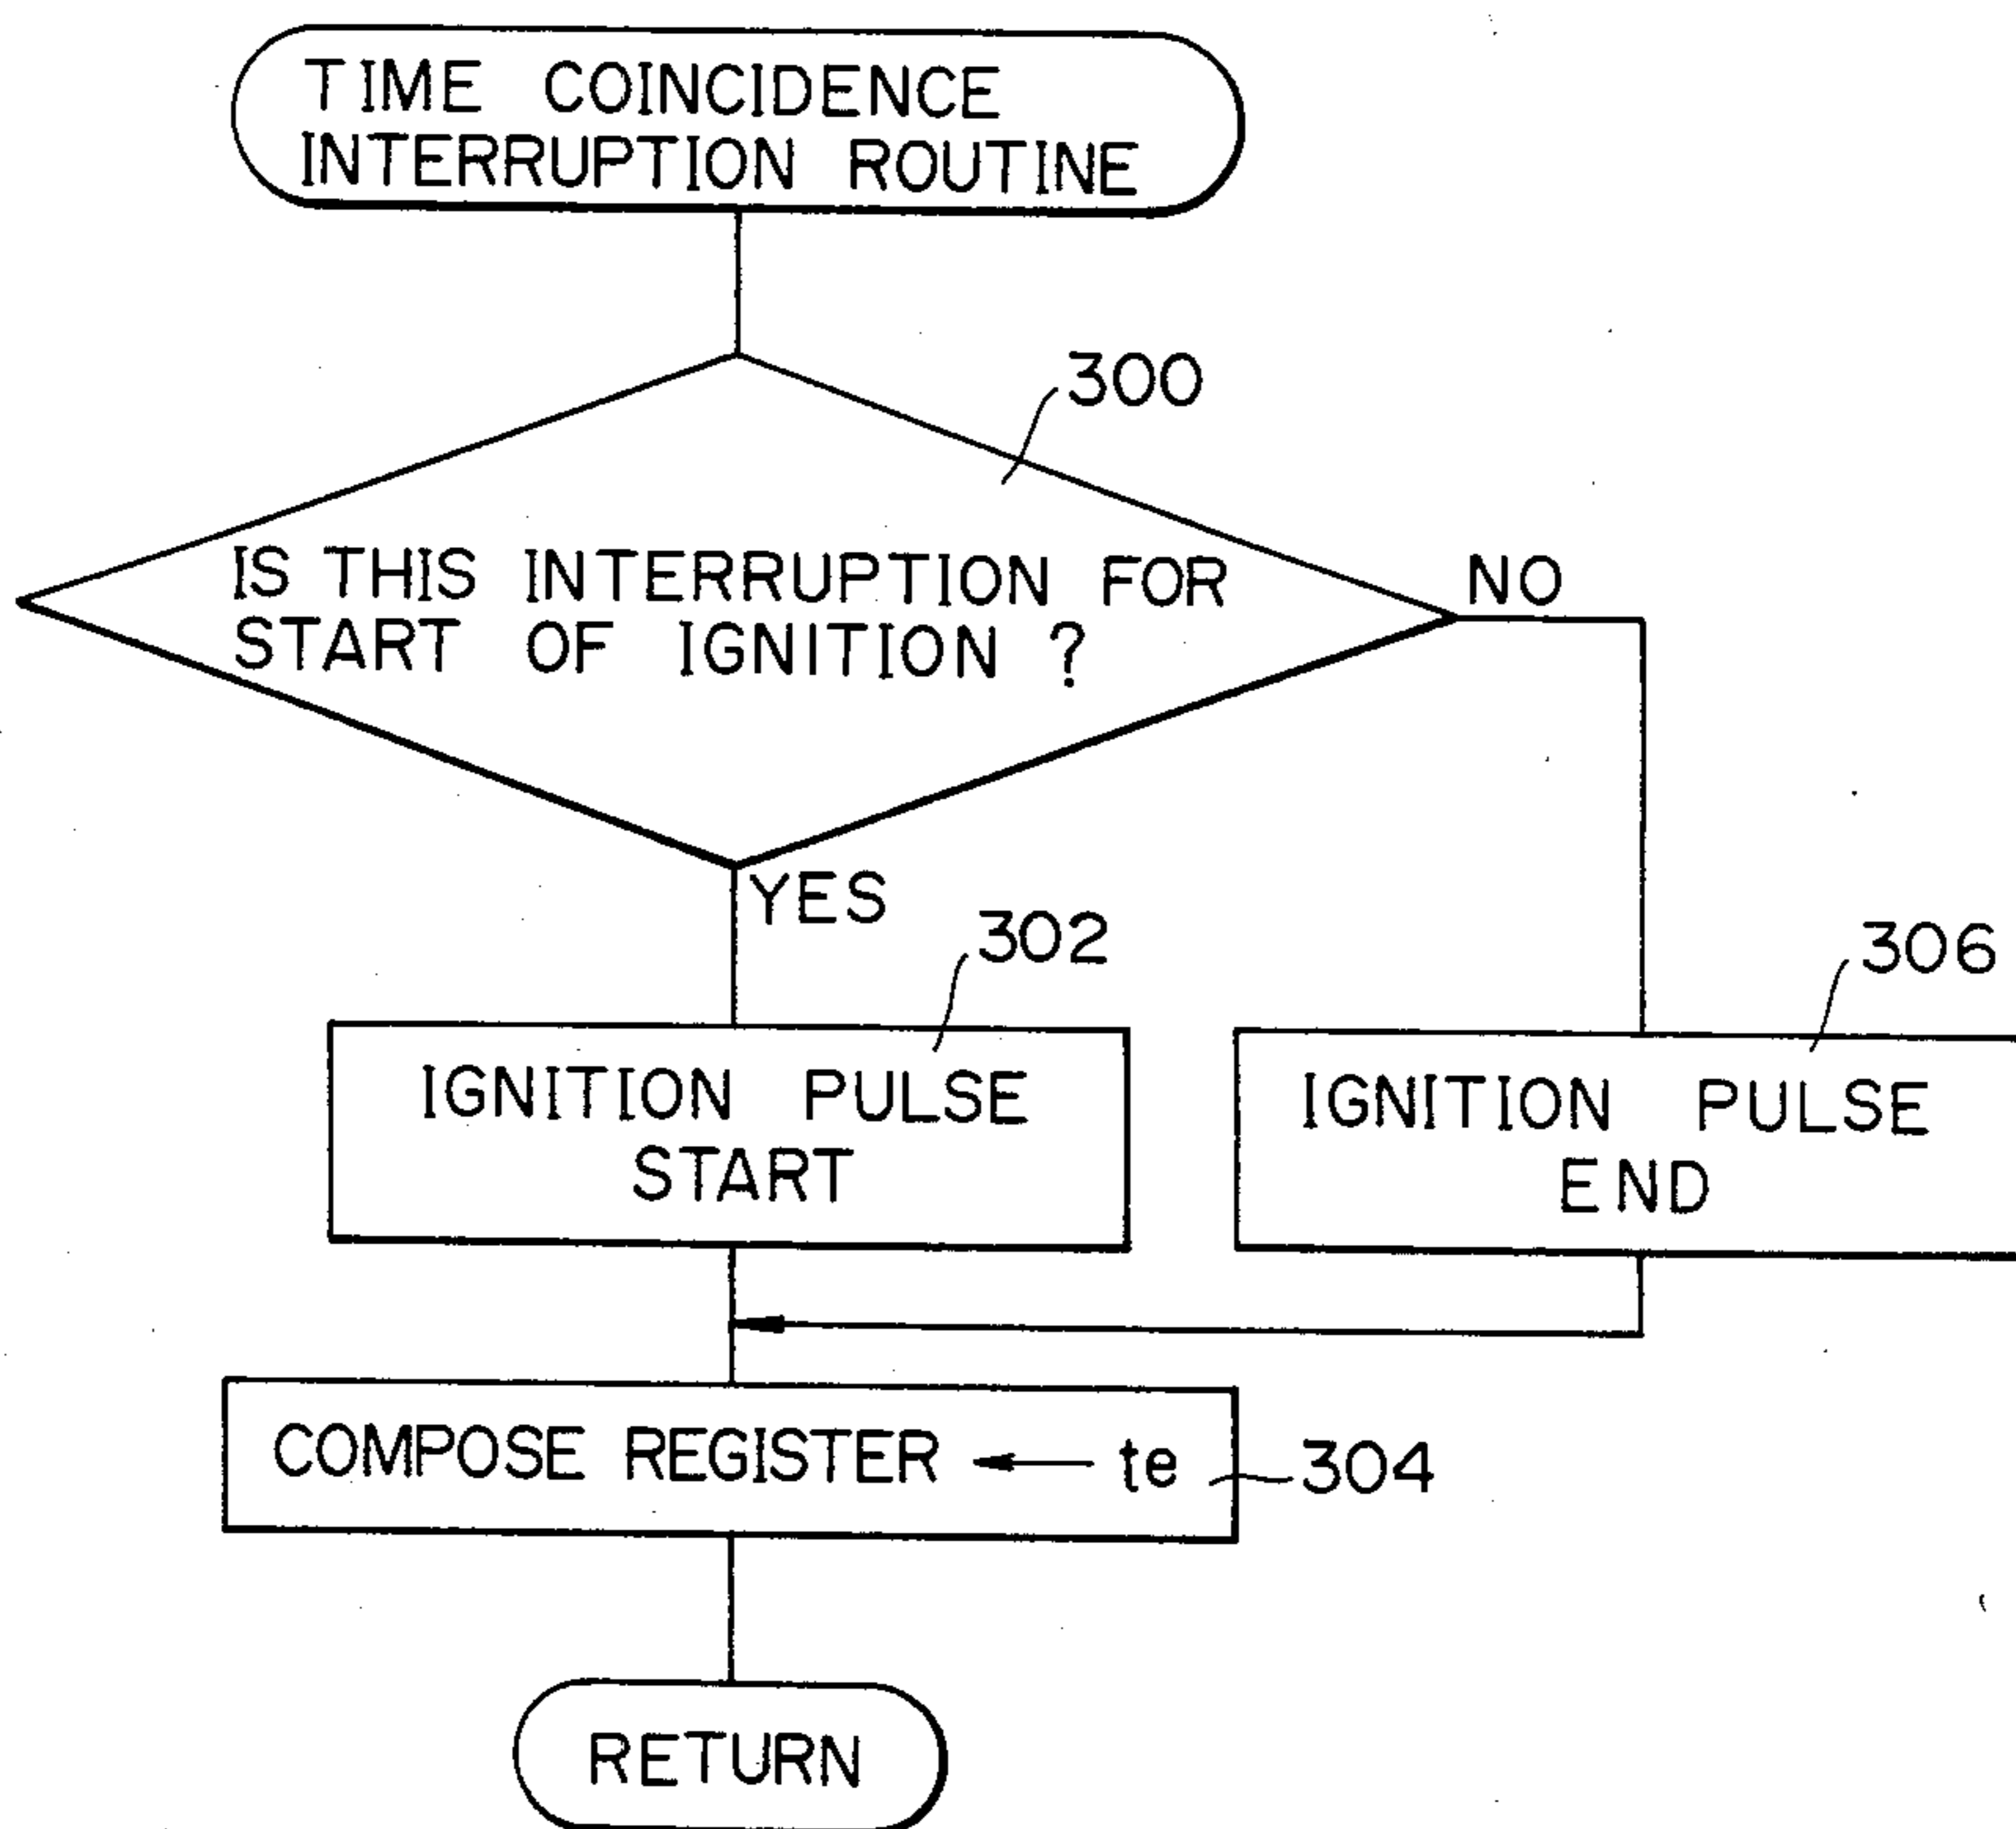 TIME COINCIDENCE
INTERRUPTION ROUTINE
300
IS THIS INTERRUPTION FOR
START OF IGNITION ?
NO
YES
302
306
IGNITION PULSE
START
IGNITION PULSE
END
COMPOSE REGISTER ← te
304
RETURN